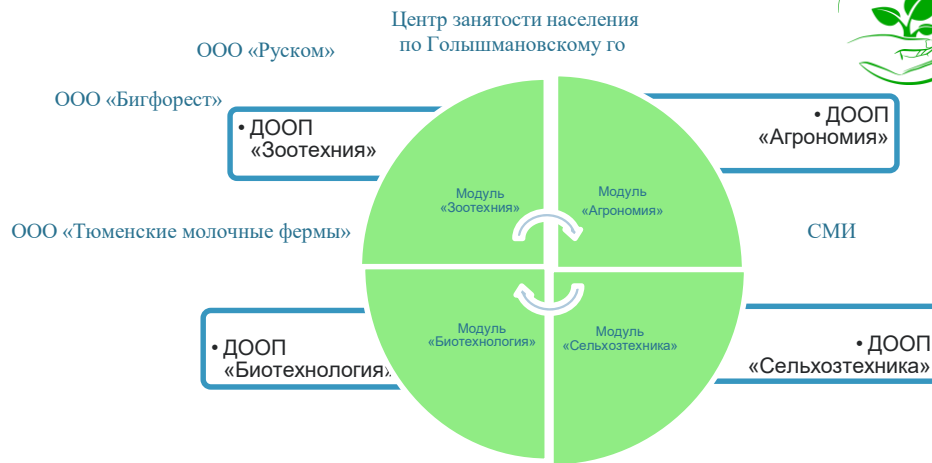 Центр занятости населения
по Голышмановскому го
ООО «Руском»
ООО «Бигфорест»
• ДООП
«Зоотехния»
• ДООП
«Агрономия»
Модуль
«Зоотехния»
Модуль
«Агрономия»
ООО «Тюменские молочные фермы»
СМИ
Модуль
«Биотехнология»
Модуль
«Сельхозтехника»
• ДООП
«Биотехнология»
• ДООП
«Сельхозтехника»